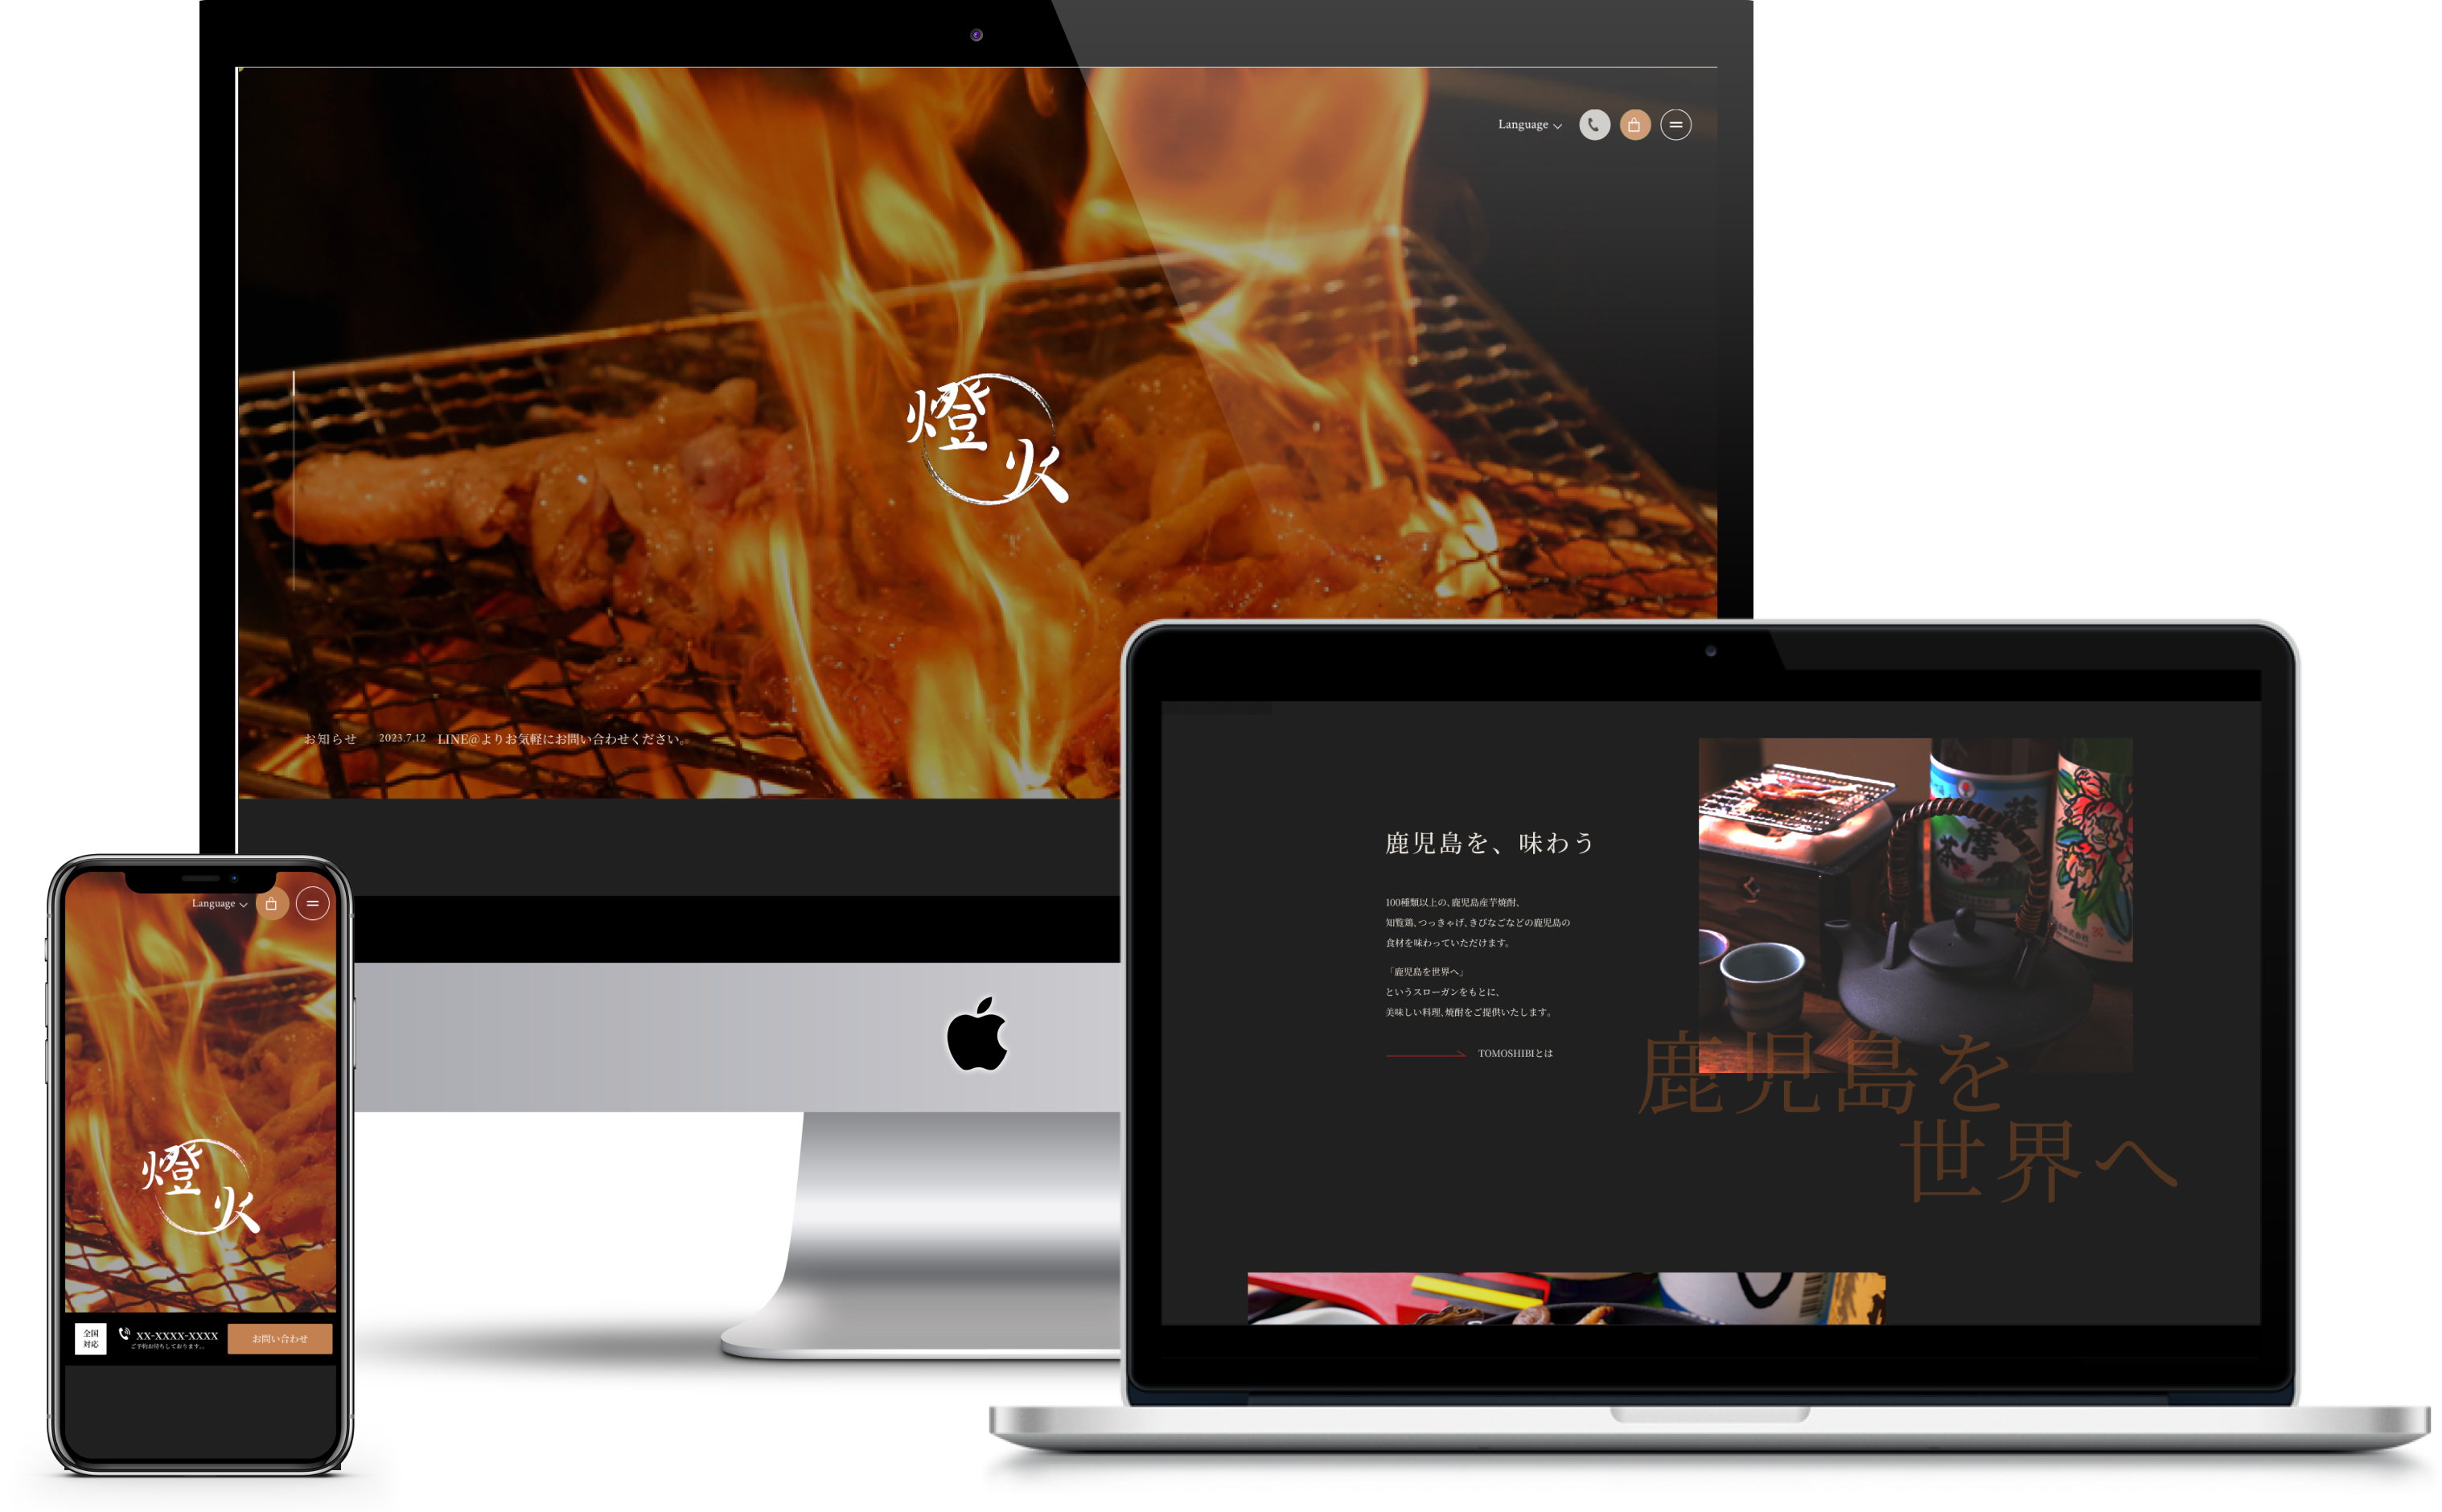 Language
燈火
お知らせ 2023.7.12 LINE@よりお気軽にお問い合わせください。
鹿児島を、味わう
100種類以上の、鹿児島産芋焼酎、
知覧鶏、つっきゃげ、きびなごなどの鹿児島の
食材を味わっていただけます。
「鹿児島を世界へ」
というスローガンをもとに、
美味しい料理、焼酎をご提供いたします。
TOMOSHIBIとは
鹿児島を
世界へ
薩摩
茶
Language
燈火
全国
対応
XX-XXXX-XXXX
ご予約お待ちしております。
お問い合わせ